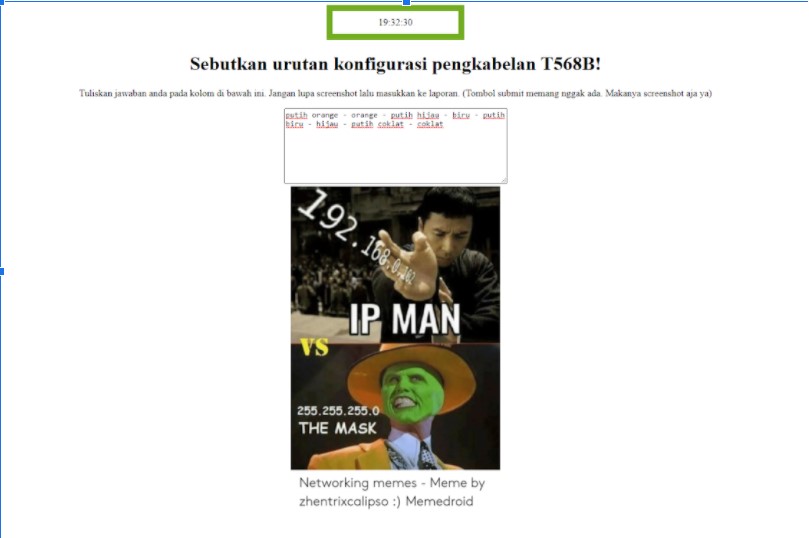 19:32:30
Sebutkan urutan konfigurasi pengkabelan T568B!
Tuliskan jawaban anda pada kolom di bawah ini. Jangan lupa screenshot lalu masukkan ke laporan. (Tombol submit memang nggak ada. Makanya screenshot aja ya)
putih orange - orange - putih hijau - biru - putih
biru - hijau - putih coklat - coklat
192.168.0.102
IP MAN
VS
255.255.255.0
THE MASK
Networking memes - Meme by
zhentrixcalipso :) Memedroid